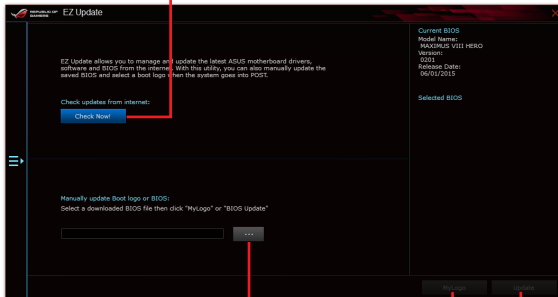 REPUBLIC OF
GAMERS
EZ Update
EZ Update allows you to manage and update the latest ASUS motherboard drivers,
software and BIOS from the internet. With this utility, you can also manually update the
saved BIOS and select a boot logo when the system goes into POST.
Check updates from internet:
Check Now!
Manually update Boot logo or BIOS:
Select a downloaded BIOS file then click "MyLogo" or "BIOS Update"
...
Current BIOS
Model Name:
MAXIMUS VIII HERO
Version:
0201
Release Date:
06/01/2015
Selected BIOS
MyLogo
Update